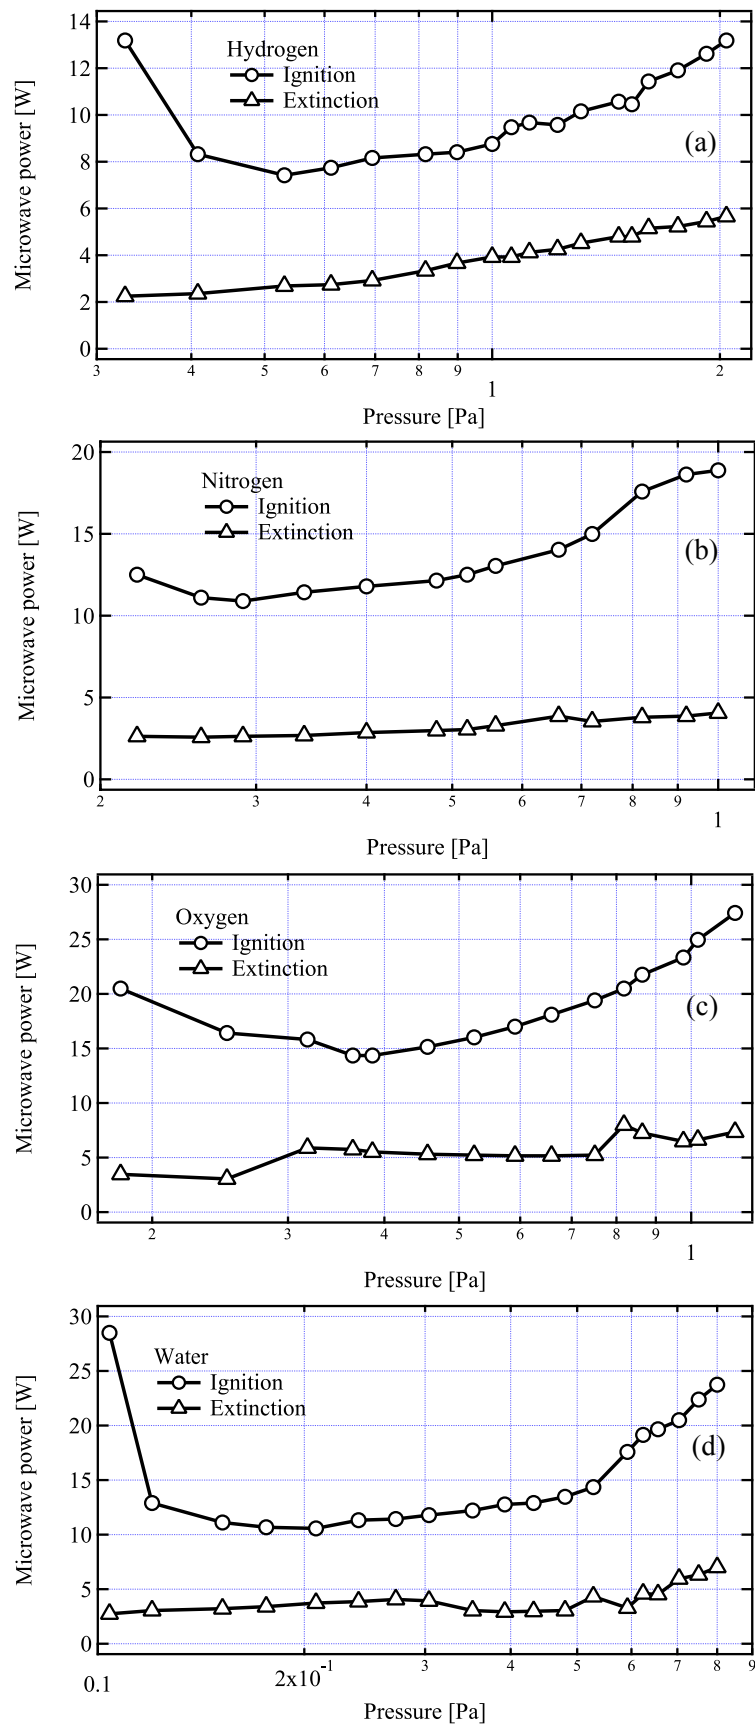 14
12
10
8
6
4
2
0
Microwave power [W]
Hydrogen
Ignition
Extinction
(a)
3 4 5 6 7 8 9 1 2
Pressure [Pa]
20
15
10
5
0
Microwave power [W]
Nitrogen
Ignition
Extinction
(b)
2 3 4 5 6 7 8 9 1
Pressure [Pa]
30
25
20
15
10
5
0
Microwave power [W]
Oxygen
Ignition
Extinction
(c)
2 3 4 5 6 7 8 9 1
Pressure [Pa]
30
25
20
15
10
5
0
Microwave power [W]
Water
Ignition
Extinction
(d)
0.1 2x10⁻¹ 3 4 5 6 7 8 9
Pressure [Pa]